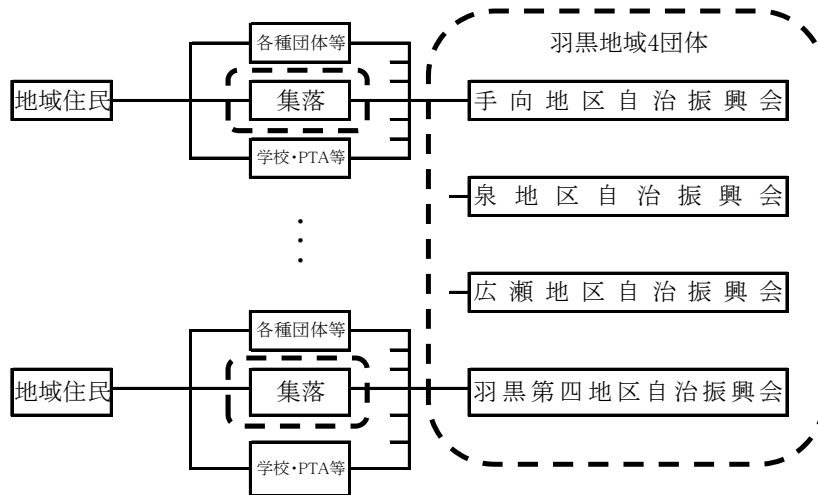 羽黒地域4団体
各種団体等
地域住民
集落
手向地区自治振興会
学校・PTA等
泉地区自治振興会
広瀬地区自治振興会
各種団体等
地域住民
集落
羽黒第四地区自治振興会
学校・PTA等